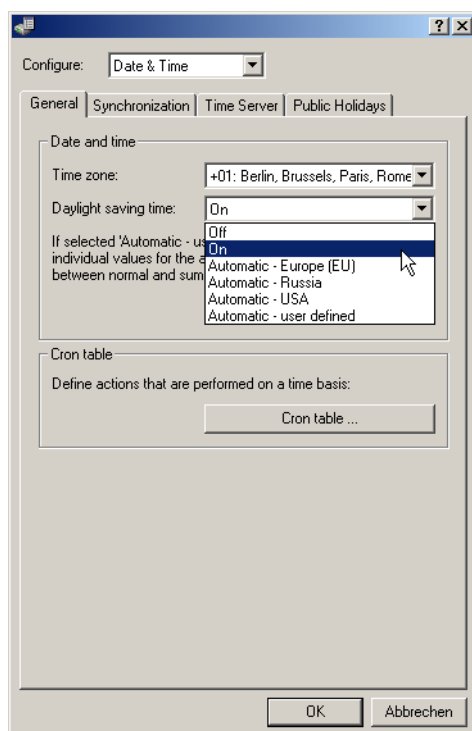 Configure: Date & Time
General Synchronization Time Server Public Holidays
Date and time
Time zone: +01: Berlin, Brussels, Paris, Rome
Daylight saving time: On
Off
On
Automatic - Europe (EU)
Automatic - Russia
Automatic - USA
Automatic - user defined
If selected 'Automatic - us
individual values for the a
between normal and sum
Cron table
Define actions that are performed on a time basis:
Cron table ...
OK Abbrechen